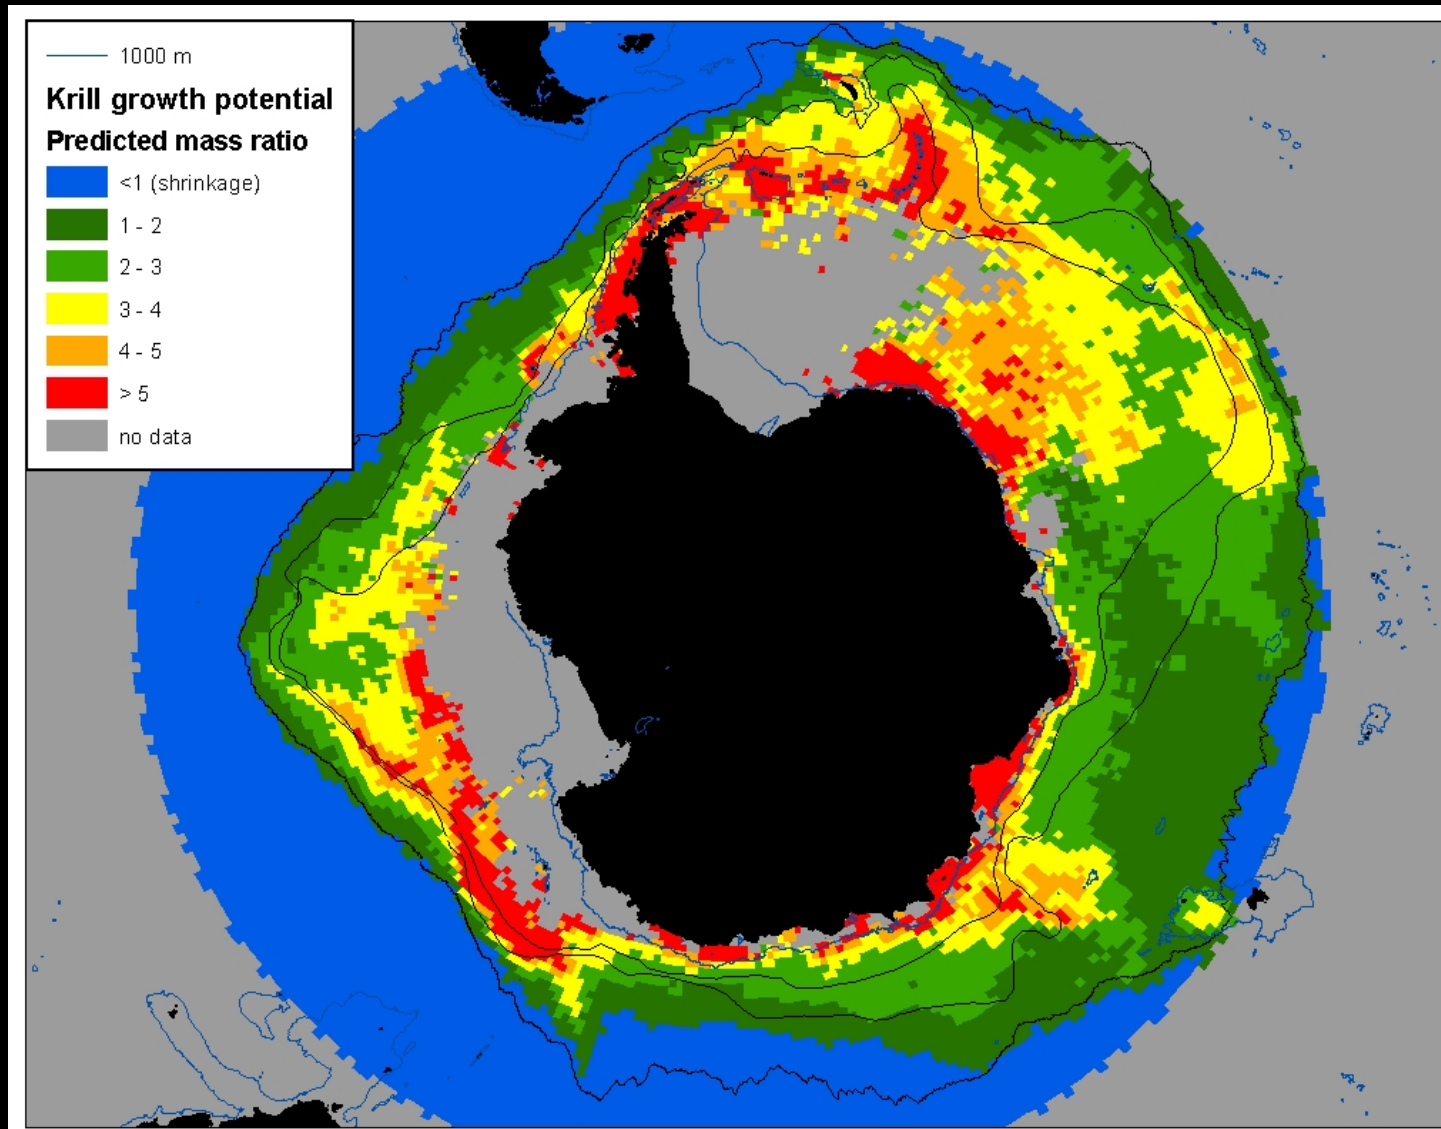 1000 m
Krill growth potential
Predicted mass ratio
<1 (shrinkage)
1 - 2
2 - 3
3 - 4
4 - 5
> 5
no data